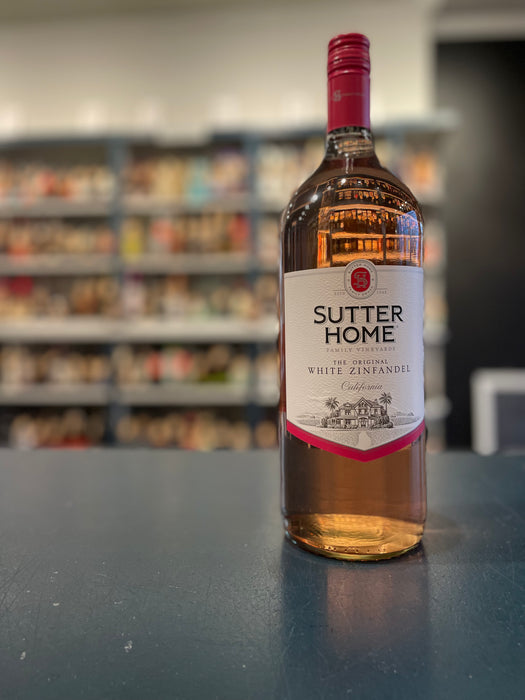 SUTTER
HOME
FAMILY VINEYARDS
THE ORIGINAL
WHITE ZINFANDEL
California